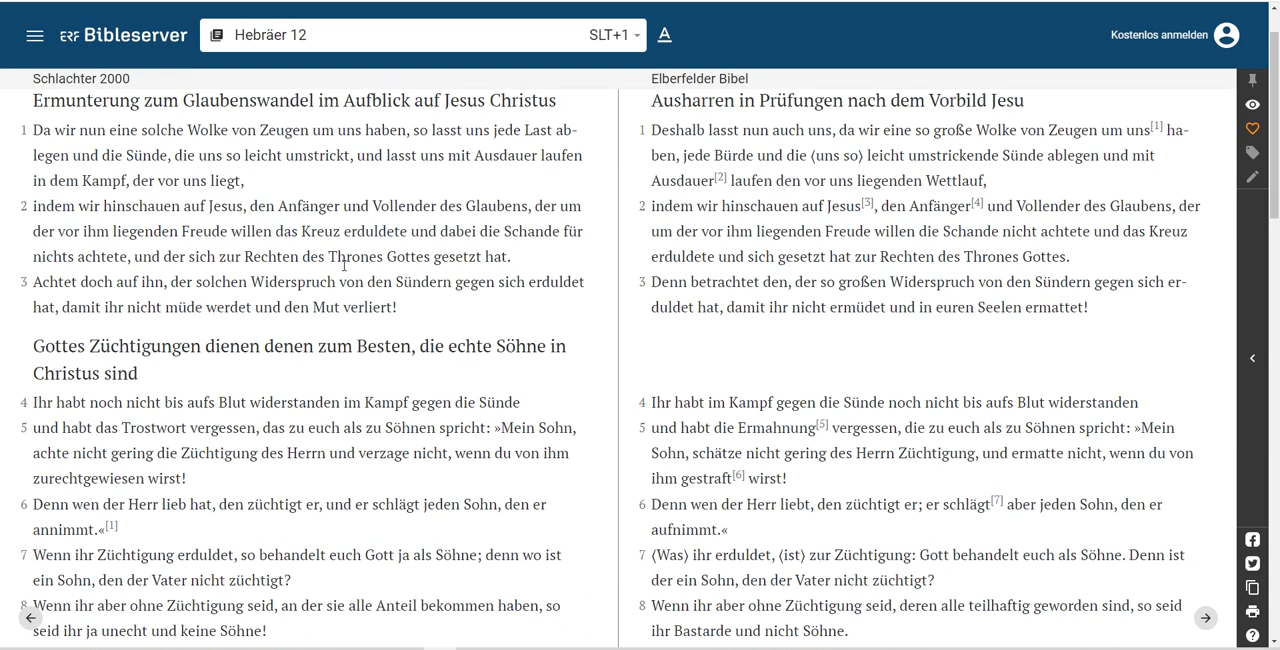 ERF Bibleserver
Hebräer 12
SLT+1
A
Kostenlos anmelden
Schlachter 2000
Ermunterung zum Glaubenswandel im Aufblick auf Jesus Christus
1 Da wir nun eine solche Wolke von Zeugen um uns haben, so lasst uns jede Last ab-
legen und die Sünde, die uns so leicht umstrickt, und lasst uns mit Ausdauer laufen
in dem Kampf, der vor uns liegt,
2 indem wir hinschauen auf Jesus, den Anfänger und Vollender des Glaubens, der um
der vor ihm liegenden Freude willen das Kreuz erduldete und dabei die Schande für
nichts achtete, und der sich zur Rechten des Thrones Gottes gesetzt hat.
3 Achtet doch auf ihn, der solchen Widerspruch von den Sündern gegen sich erduldet
hat, damit ihr nicht müde werdet und den Mut verliert!
Gottes Züchtigungen dienen denen zum Besten, die echte Söhne in
Christus sind
4 Ihr habt noch nicht bis aufs Blut widerstanden im Kampf gegen die Sünde
5 und habt das Trostwort vergessen, das zu euch als zu Söhnen spricht: »Mein Sohn,
achte nicht gering die Züchtigung des Herrn und verzage nicht, wenn du von ihm
zurechtgewiesen wirst!
6 Denn wen der Herr lieb hat, den züchtigt er, und er schlägt jeden Sohn, den er
annimmt.«[1]
7 Wenn ihr Züchtigung erduldet, so behandelt euch Gott ja als Söhne; denn wo ist
ein Sohn, den der Vater nicht züchtigt?
8 Wenn ihr aber ohne Züchtigung seid, an der sie alle Anteil bekommen haben, so
seid ihr ja unecht und keine Söhne!
Elberfelder Bibel
Ausharren in Prüfungen nach dem Vorbild Jesu
1 Deshalb lasst nun auch uns, da wir eine so große Wolke von Zeugen um uns[1] ha-
ben, jede Bürde und die ⟨uns so⟩ leicht umstrickende Sünde ablegen und mit
Ausdauer[2] laufen den vor uns liegenden Wettlauf,
2 indem wir hinschauen auf Jesus[3], den Anfänger[4] und Vollender des Glaubens, der
um der vor ihm liegenden Freude willen die Schande nicht achtete und das Kreuz
erduldete und sich gesetzt hat zur Rechten des Thrones Gottes.
3 Denn betrachtet den, der so großen Widerspruch von den Sündern gegen sich er-
duldet hat, damit ihr nicht ermüdet und in euren Seelen ermattet!
4 Ihr habt im Kampf gegen die Sünde noch nicht bis aufs Blut widerstanden
5 und habt die Ermahnung[5] vergessen, die zu euch als zu Söhnen spricht: »Mein
Sohn, schätze nicht gering des Herrn Züchtigung, und ermatte nicht, wenn du von
ihm gestraft[6] wirst!
6 Denn wen der Herr liebt, den züchtigt er; er schlägt[7] aber jeden Sohn, den er
aufnimmt.«
7 ⟨Was⟩ ihr erduldet, ⟨ist⟩ zur Züchtigung: Gott behandelt euch als Söhne. Denn ist
der ein Sohn, den der Vater nicht züchtigt?
8 Wenn ihr aber ohne Züchtigung seid, deren alle teilhaftig geworden sind, so seid
ihr Bastarde und nicht Söhne.